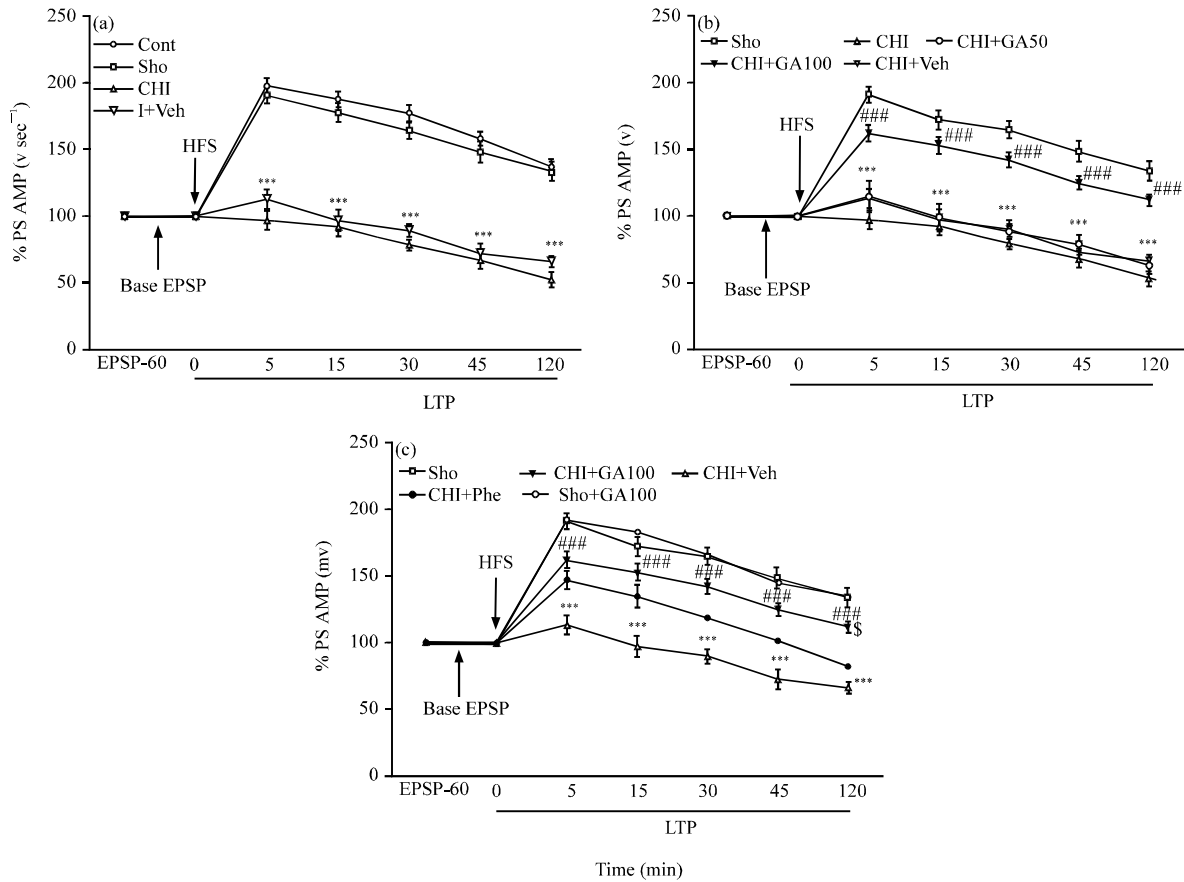 (a)
Cont
Sho
CHI
I+Veh
% PS AMP (v sec⁻¹)
250
200
150
100
50
0
HFS
Base EPSP
*** *** *** *** ***
EPSP-60 0 5 15 30 45 120
LTP
(b)
Sho CHI CHI+GA50
CHI+GA100 CHI+Veh
% PS AMP (v)
250
200
150
100
50
0
HFS
Base EPSP
### ### ### ### ###
*** *** *** *** ***
EPSP-60 0 5 15 30 45 120
LTP
(c)
Sho CHI+GA100 CHI+Veh
CHI+Phe Sho+GA100
% PS AMP (mv)
250
200
150
100
50
0
HFS
Base EPSP
### ### ### ### ###
$
*** *** *** *** ***
EPSP-60 0 5 15 30 45 120
LTP
Time (min)